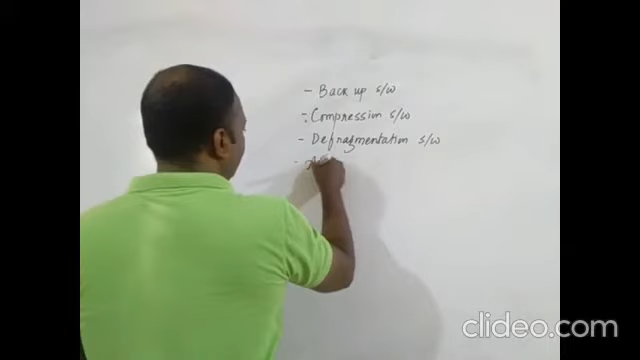 - Back up s/w
- Compression s/w
- Defragmentation s/w
-
clideo.com